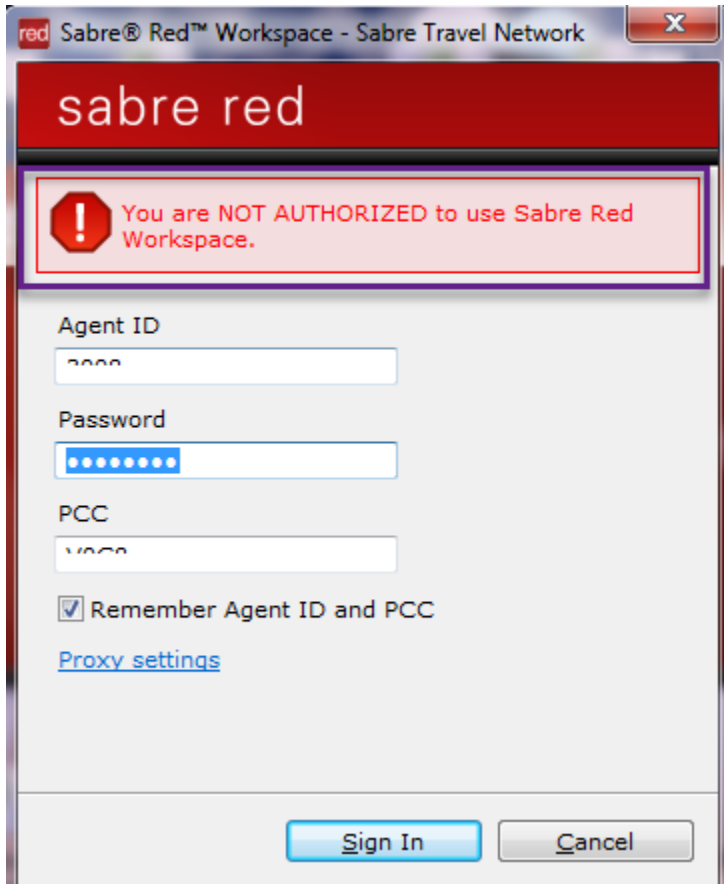 red Sabre® Red™ Workspace - Sabre Travel Network
sabre red
You are NOT AUTHORIZED to use Sabre Red
Workspace.
Agent ID
Password
PCC
Remember Agent ID and PCC
Proxy settings
Sign In Cancel